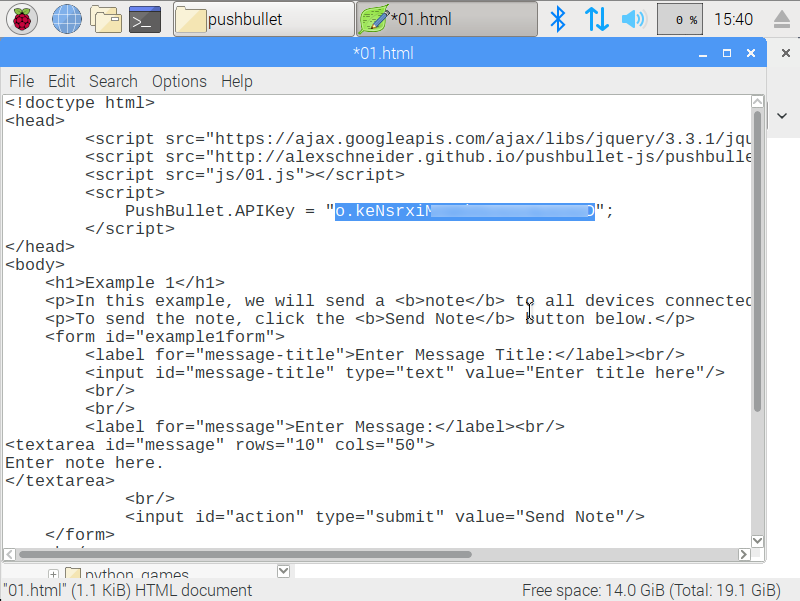 pushbullet
*01.html
0 %
15:40
*01.html
File Edit Search Options Help
<!doctype html>
<head>
<script src="https://ajax.googleapis.com/ajax/libs/jquery/3.3.1/jqu
<script src="http://alexschneider.github.io/pushbullet-js/pushbulle
<script src="js/01.js"></script>
<script>
PushBullet.APIKey = "o.keNsrxi
</script>
</head>
<body>
<h1>Example 1</h1>
<p>In this example, we will send a <b>note</b> to all devices connected
<p>To send the note, click the <b>Send Note</b> button below.</p>
<form id="example1form">
<label for="message-title">Enter Message Title:</label><br/>
<input id="message-title" type="text" value="Enter title here"/>
<br/>
<br/>
<label for="message">Enter Message:</label><br/>
<textarea id="message" rows="10" cols="50">
Enter note here.
</textarea>
<br/>
<input id="action" type="submit" value="Send Note"/>
</form>
python_games
"01.html" (1.1 KiB) HTML document
Free space: 14.0 GiB (Total: 19.1 GiB)